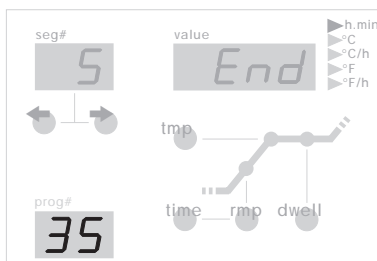 seg#
value
h.min
°C
°C/h
°F
°F/h
5
End
tmp
time
rmp
dwell
prog#
35